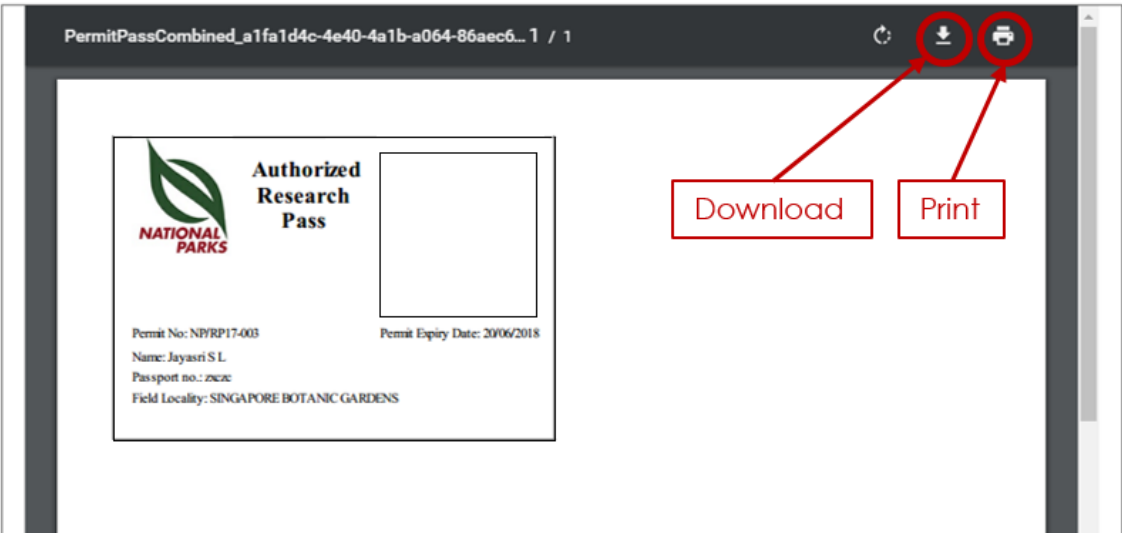 PermitPassCombined_a1fa1d4c-4e40-4a1b-a064-86aec6... 1 / 1
Authorized
Research
Pass
NATIONAL
PARKS
Download
Print
Permit No: NP/RP17-003
Permit Expiry Date: 20/06/2018
Name: Jayasri S L
Passport no.: zxczc
Field Locality: SINGAPORE BOTANIC GARDENS